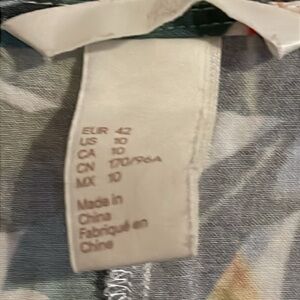 EUR 42
US 10
CA 10
CN 170/96A
MX 10
Made in
China
Fabriqué en
Chine